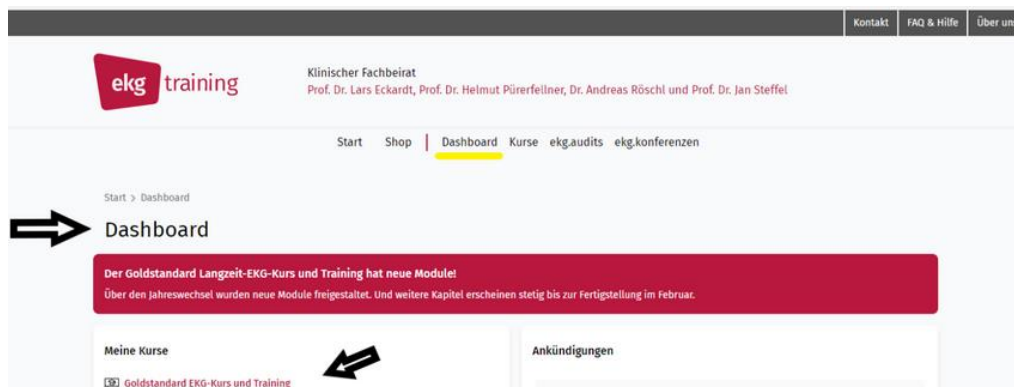 Kontakt FAQ & Hilfe Über un
ekg training
Klinischer Fachbeirat
Prof. Dr. Lars Eckardt, Prof. Dr. Helmut Pürerfellner, Dr. Andreas Röschl und Prof. Dr. Jan Steffel
Start Shop Dashboard Kurse ekg.audits ekg.konferenzen
Start > Dashboard
Dashboard
Der Goldstandard Langzeit-EKG-Kurs und Training hat neue Module!
Über den Jahreswechsel wurden neue Module freigestaltet. Und weitere Kapitel erscheinen stetig bis zur Fertigstellung im Februar.
Meine Kurse
Ankündigungen
Goldstandard EKG-Kurs und Training